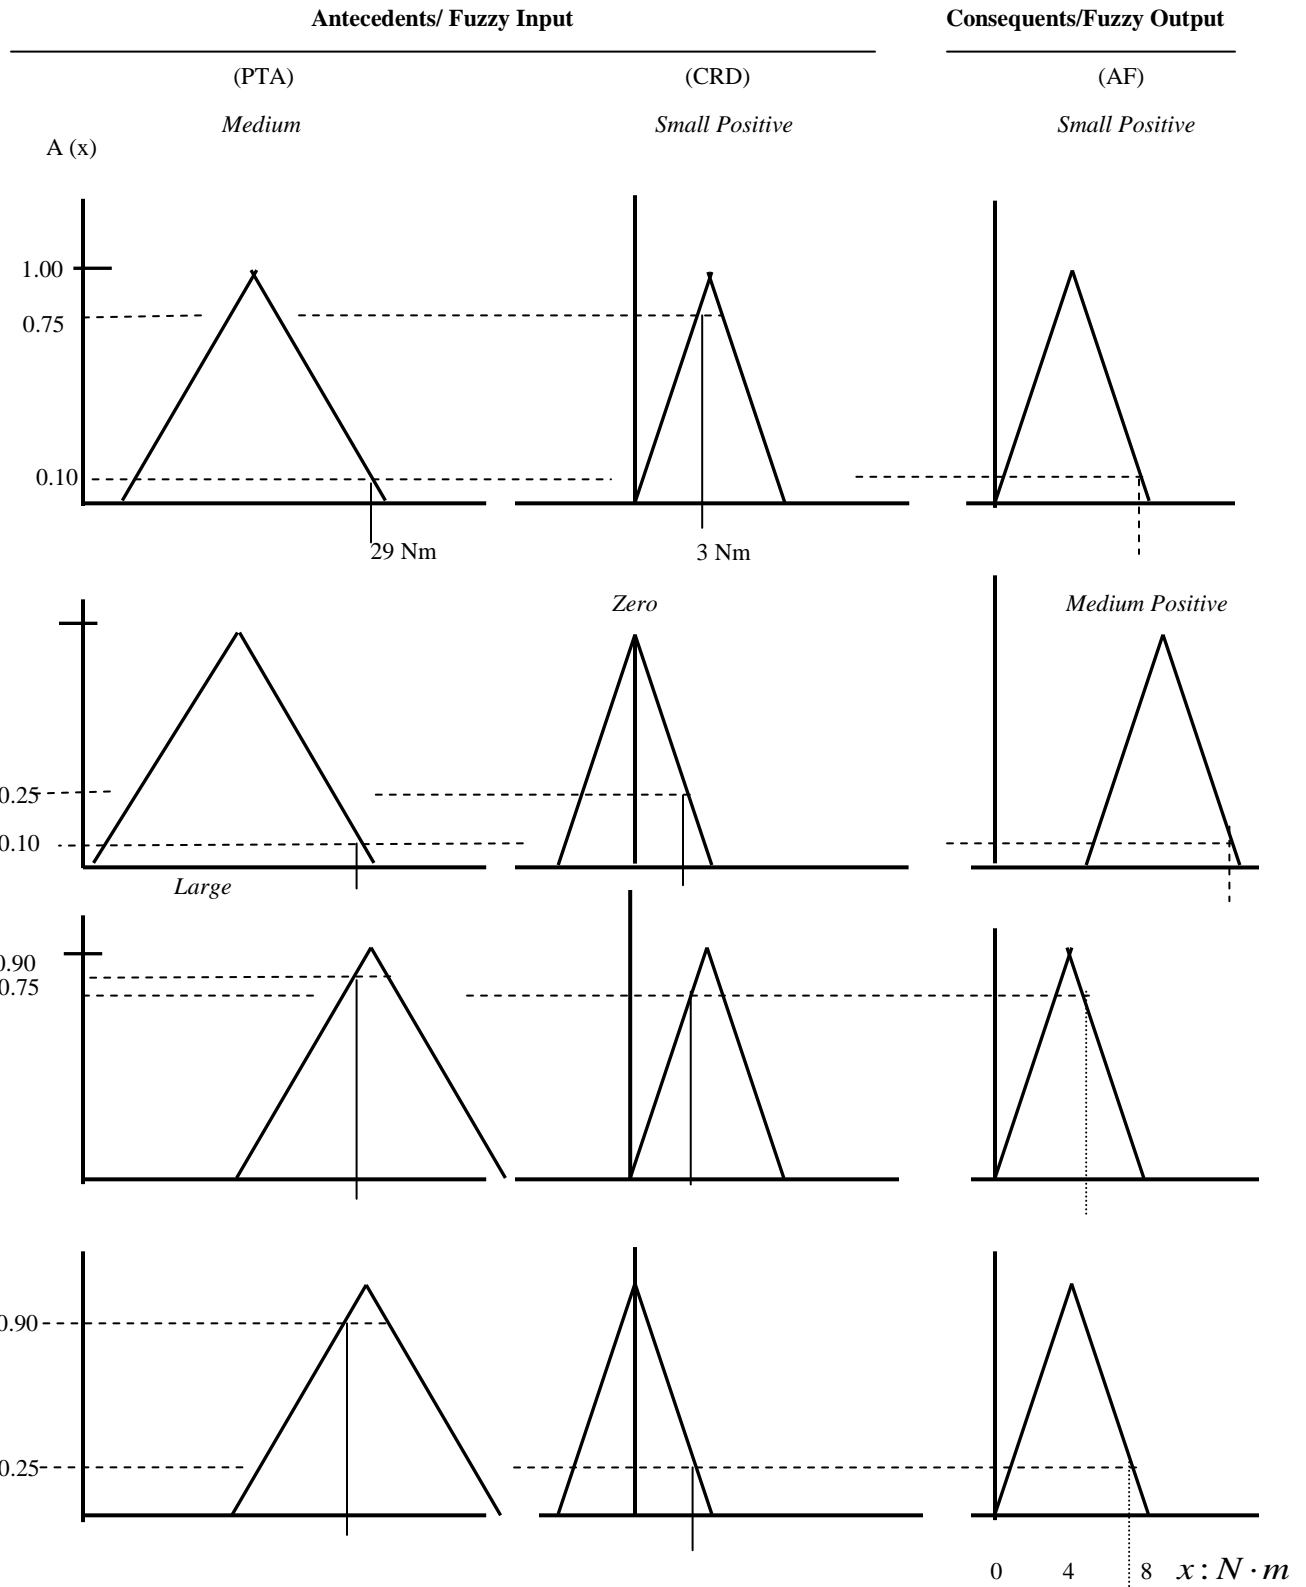 Antecedents/ Fuzzy Input Consequents/Fuzzy Output
(PTA) (CRD) (AF)
Medium Small Positive Small Positive
A (x)
1.00
0.75
0.10
29 Nm 3 Nm
Zero Medium Positive
0.25
0.10
Large
0.90
0.75
0.90
0.25
0 4 8 x : N · m